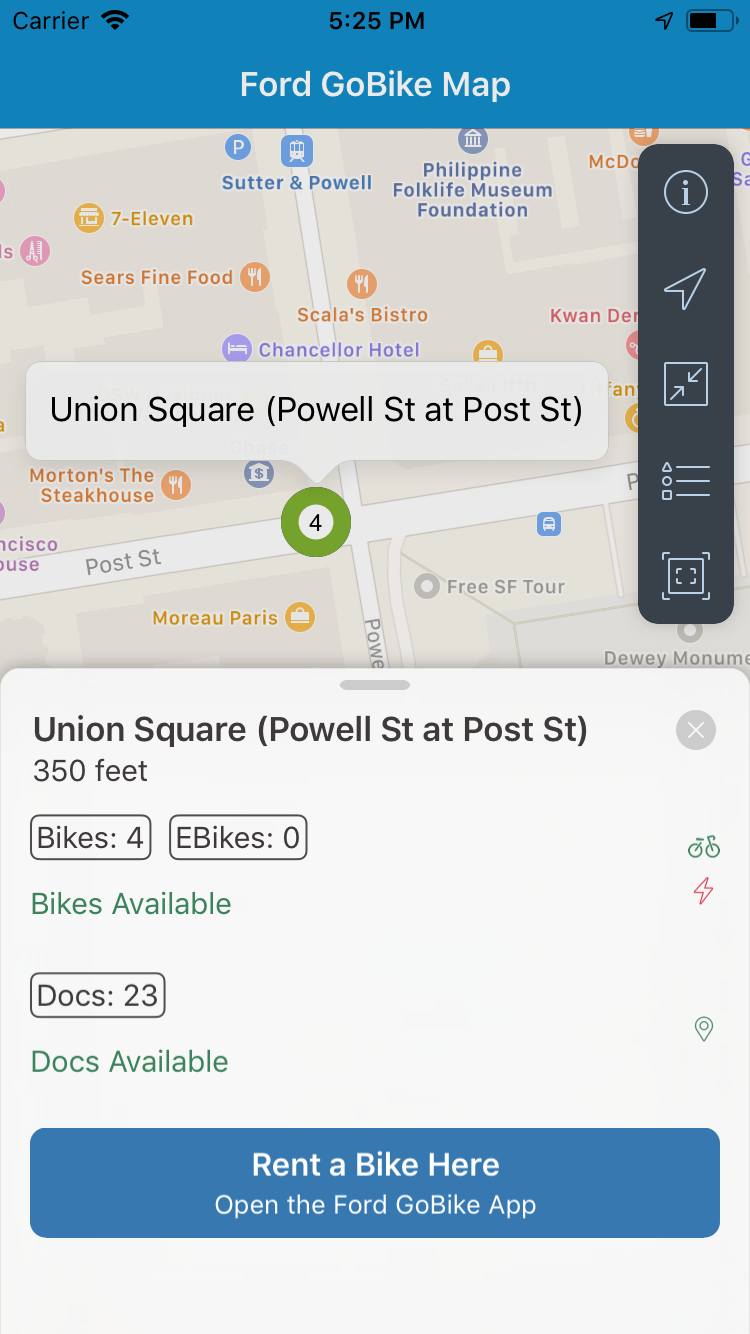 Carrier
5:25 PM
Ford GoBike Map
P
Sutter & Powell
Philippine
Folklife Museum
Foundation
McDo
G
Sa
7-Eleven
ls
Sears Fine Food
Scala's Bistro
Kwan Der
Chancellor Hotel
Union Square (Powell St at Post St)
Chase
Morton's The
Steakhouse
$
4
P
ncisco
ouse
Post St
Free SF Tour
Moreau Paris
Powe
Dewey Monume
Union Square (Powell St at Post St)
350 feet
Bikes: 4
EBikes: 0
Bikes Available
Docs: 23
Docs Available
Rent a Bike Here
Open the Ford GoBike App